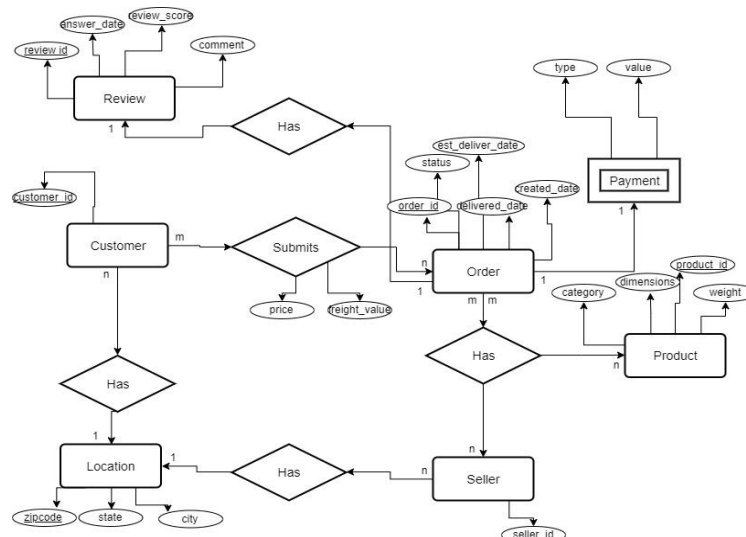 answer_date
review_score
review id
comment
type
value
Review
1
Has
est_deliver_date
status
Payment
created_date
customer_id
order_id
delivered_date
1
Customer
m
Submits
n
Order
product_id
n
1
1
dimensions
price
freight_value
m
m
category
weight
Has
Product
n
Has
1
n
Location
1
Has
n
Seller
zipcode
state
city
seller_id